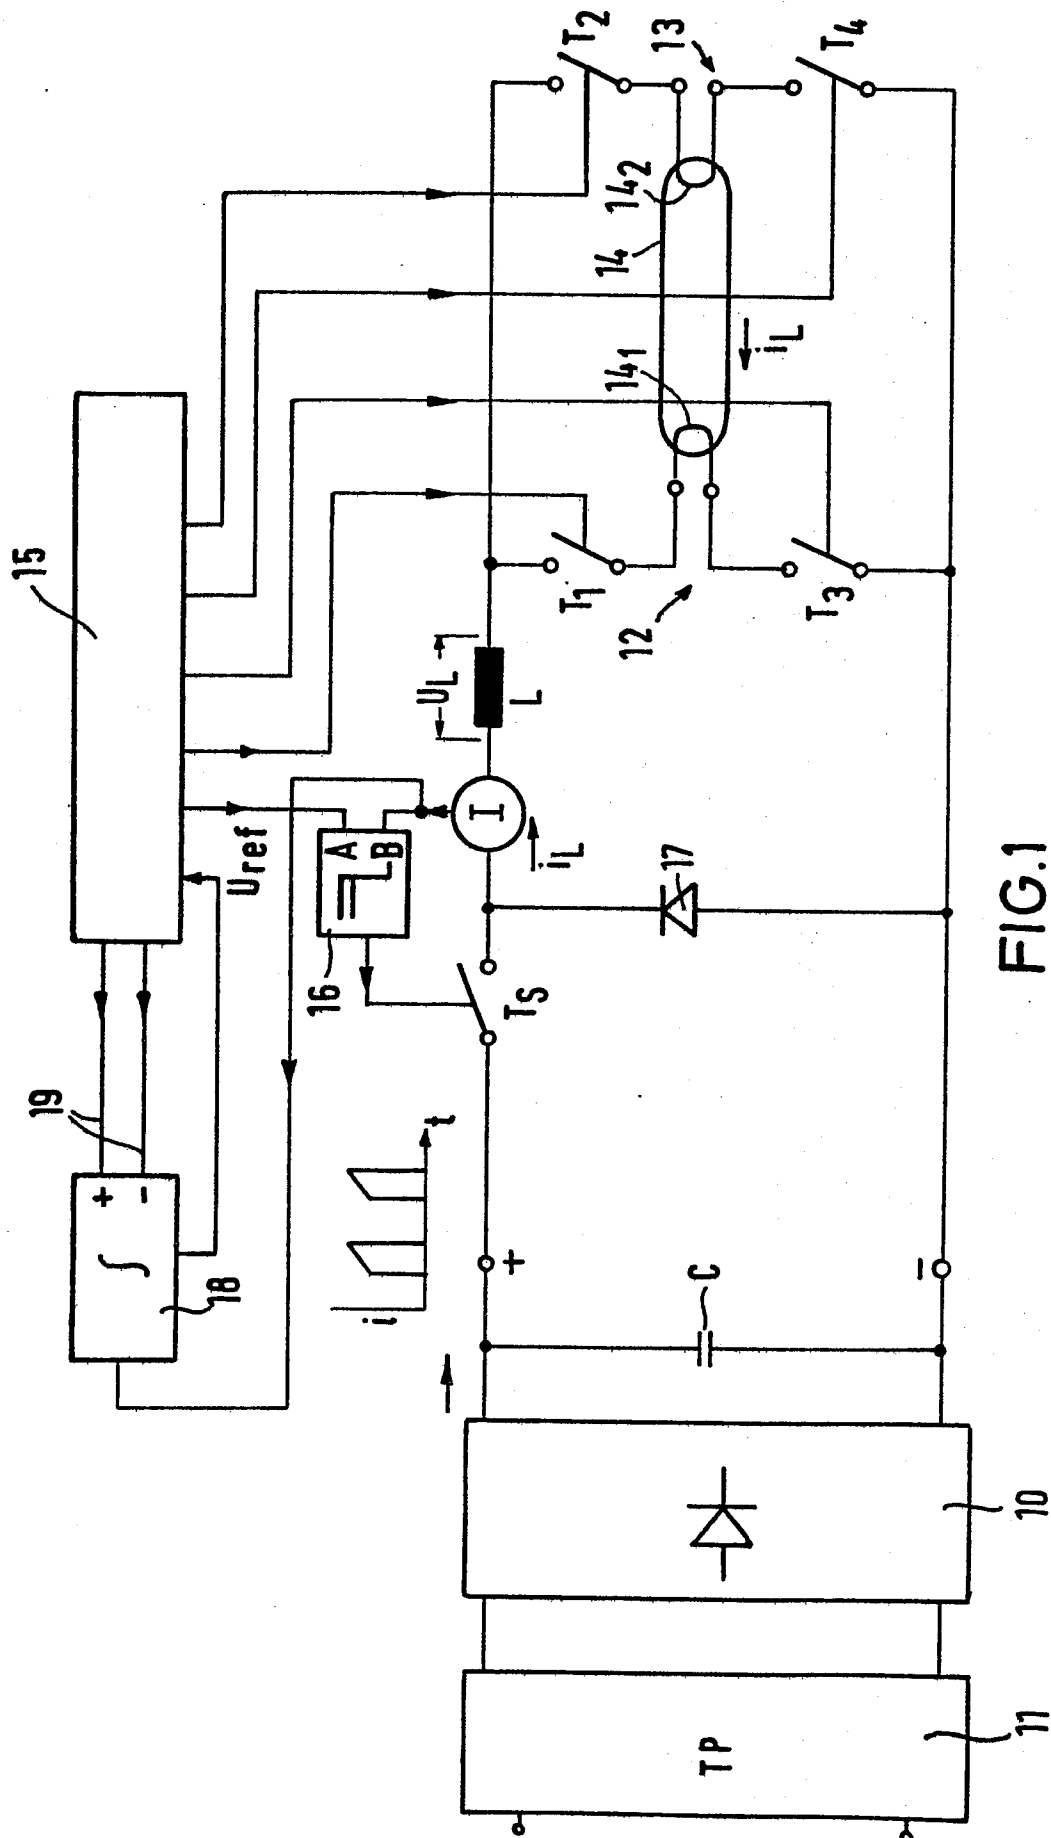 15
19
+
−
∫
18
U_ref
A
B
16
i
t
I
i_L
U_L
L
T_S
+
−
C
17
T_1
T_2
T_3
T_4
12
13
14
14_1
14_2
i_L
TP
11
10
FIG.1